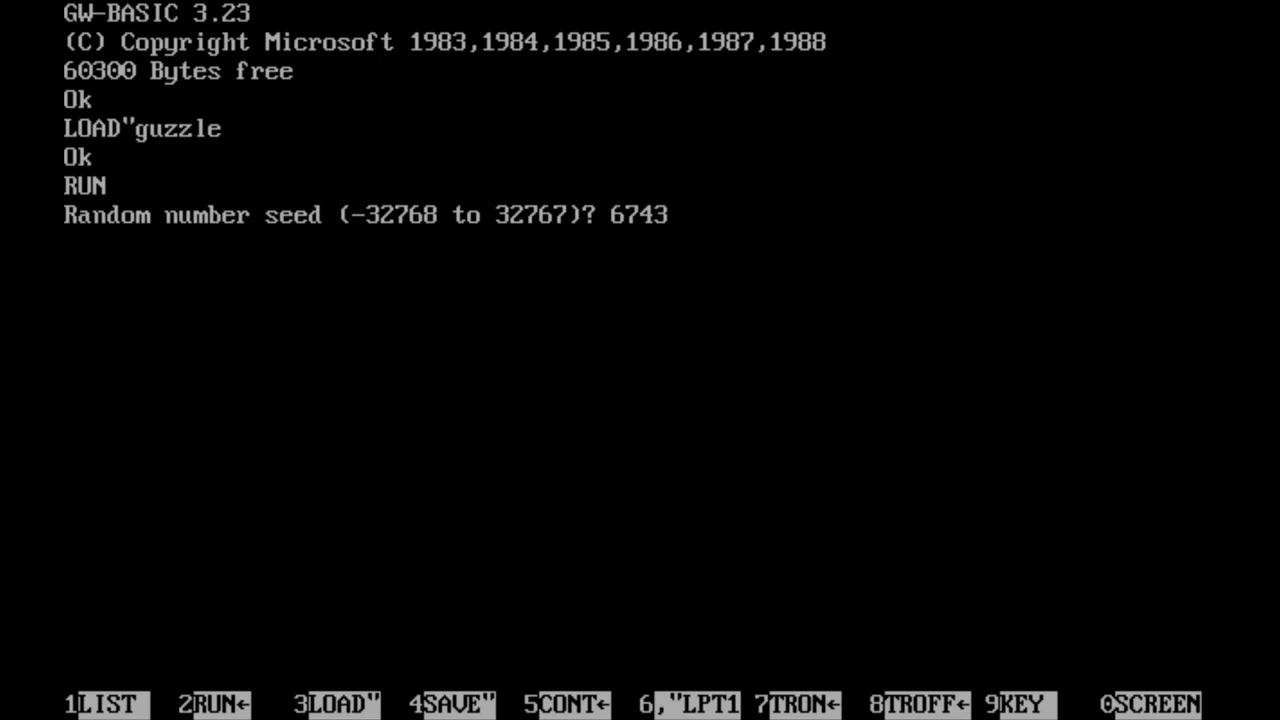 GW-BASIC 3.23
(C) Copyright Microsoft 1983,1984,1985,1986,1987,1988
60300 Bytes free
Ok
LOAD"guzzle
Ok
RUN
Random number seed (-32768 to 32767)? 6743
1LIST 2RUN← 3LOAD" 4SAVE" 5CONT← 6,"LPT1 7TRON← 8TROFF← 9KEY 0SCREEN